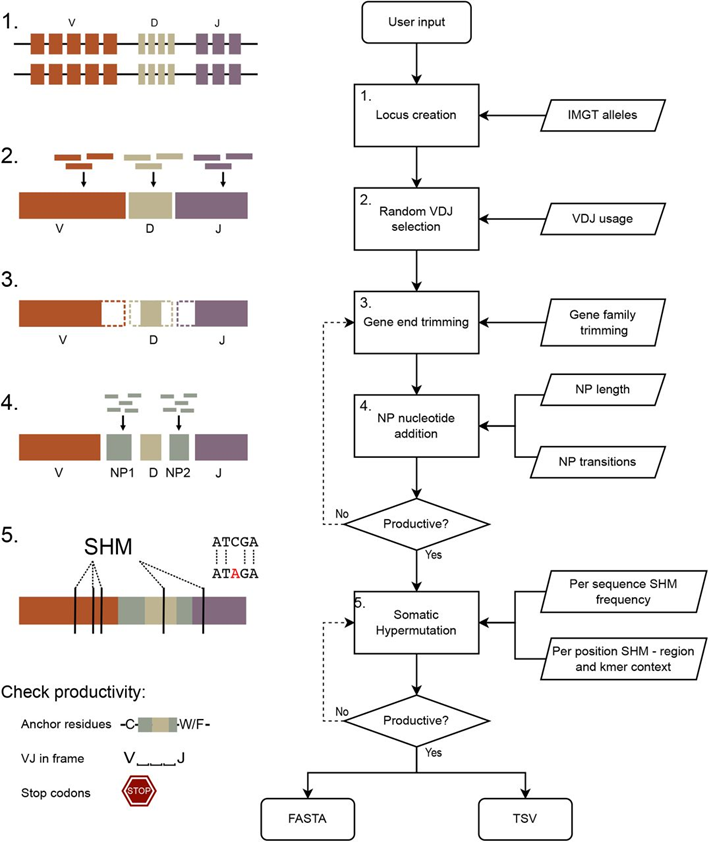 1.
V D J
2.
V D J
3.
V D J
4.
V NP1 D NP2 J
5.
SHM
ATCGA
ATAGA
Check productivity:
Anchor residues -C- -W/F-
VJ in frame V J
Stop codons STOP
User input
1.
Locus creation
IMGT alleles
2.
Random VDJ
selection
VDJ usage
3.
Gene end trimming
Gene family
trimming
4.
NP nucleotide
addition
NP length
NP transitions
Productive?
No
Yes
5.
Somatic
Hypermutation
Per sequence SHM
frequency
Per position SHM - region
and kmer context
Productive?
No
Yes
FASTA
TSV